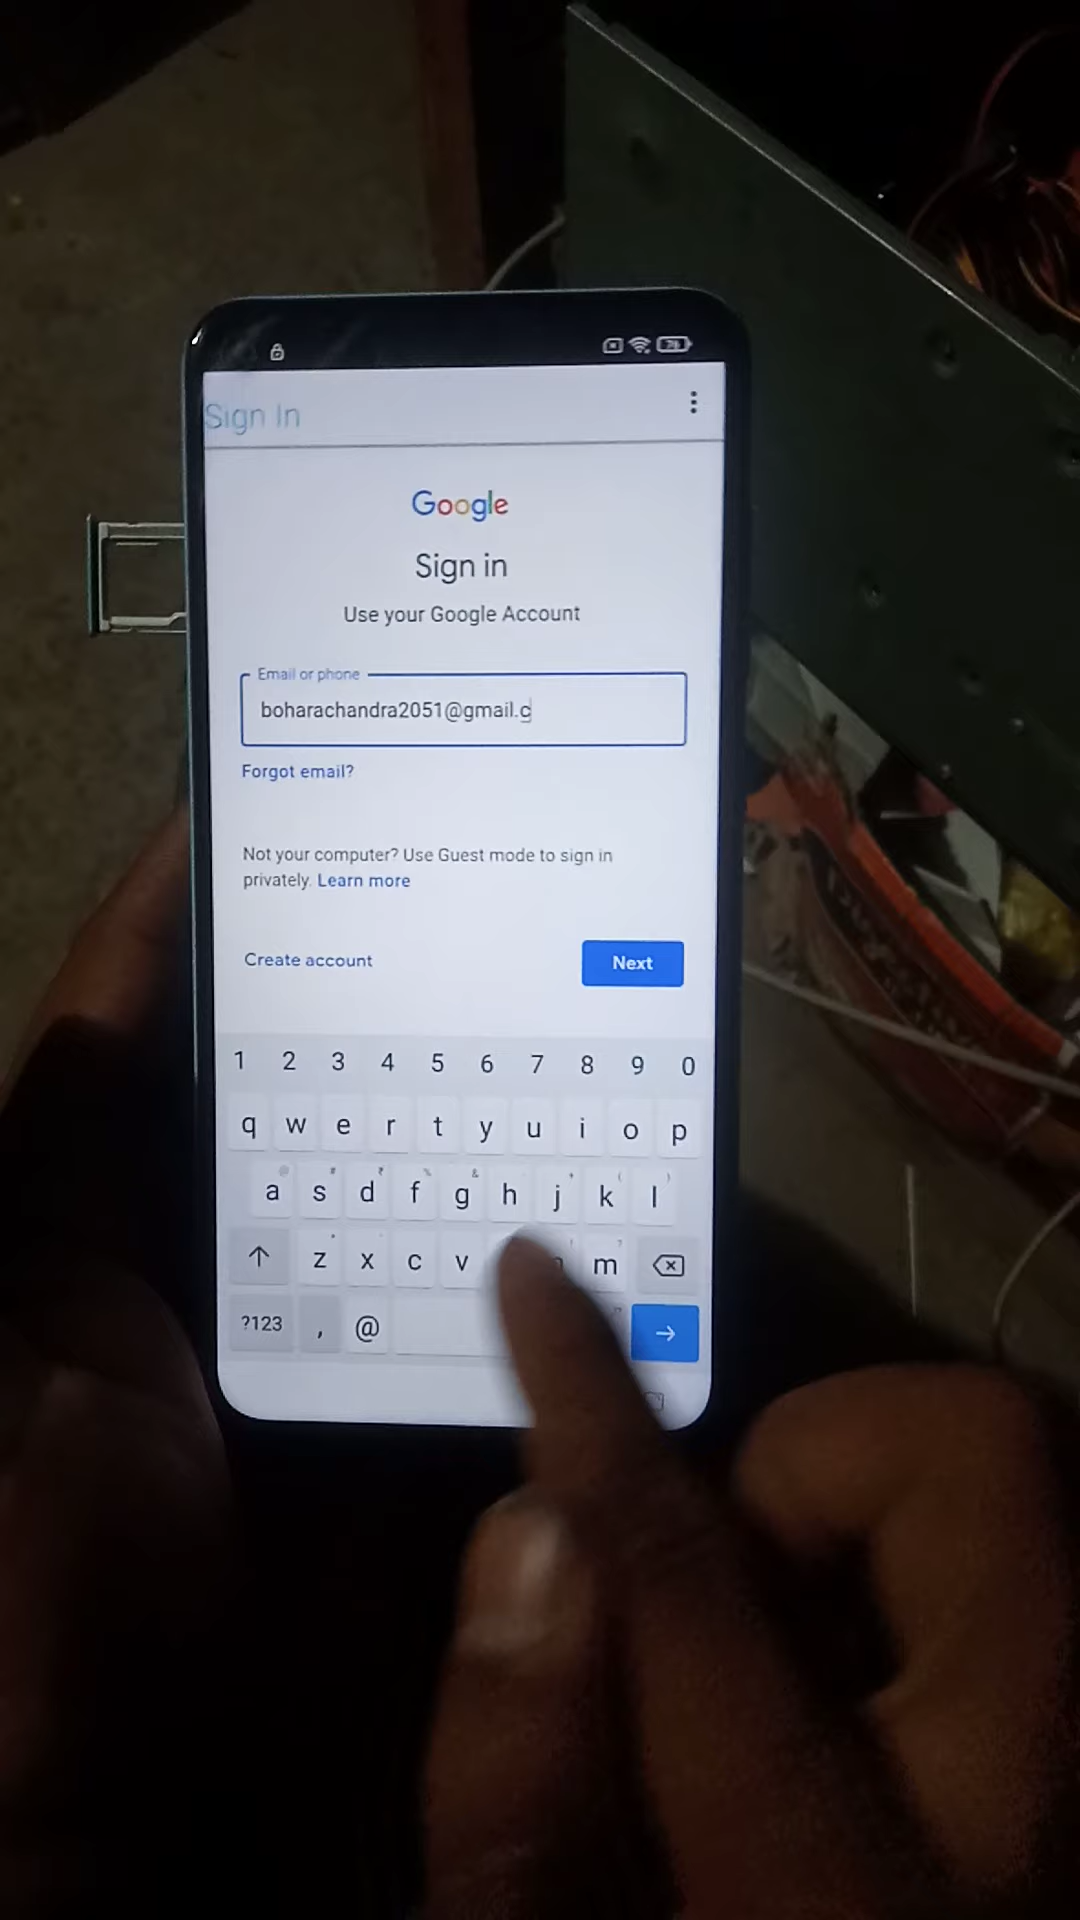 76
Sign In
Google
Sign in
Use your Google Account
Email or phone
boharachandra2051@gmail.c
Forgot email?
Not your computer? Use Guest mode to sign in
privately. Learn more
Create account
Next
1 2 3 4 5 6 7 8 9 0
q w e r t y u i o p
@ # ₹ % & - + ( )
a s d f g h j k l
z x c v m
?123 , @